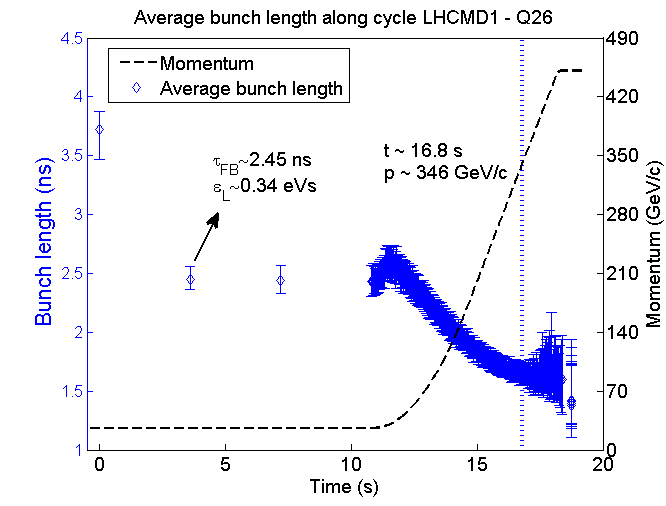 Average bunch length along cycle LHCMD1 - Q26
4.5
4
3.5
3
2.5
2
1.5
1
Bunch length (ns)
490
420
350
280
210
140
70
0
Momentum (GeV/c)
Momentum
Average bunch length
τFB~2.45 ns
εL~0.34 eVs
t ~ 16.8 s
p ~ 346 GeV/c
0
5
10
15
20
Time (s)